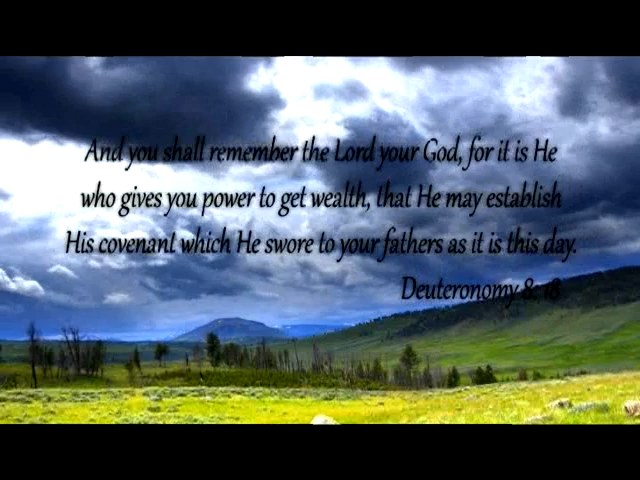 And you shall remember the Lord your God, for it is He
who gives you power to get wealth, that He may establish
His covenant which He swore to your fathers as it is this day.
Deuteronomy 8: 18